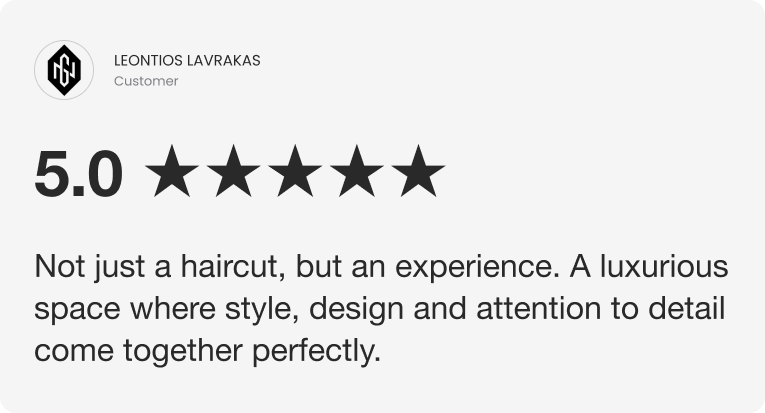 LEONTIOS LAVRAKAS
Customer
5.0 ★★★★★
Not just a haircut, but an experience. A luxurious
space where style, design and attention to detail
come together perfectly.